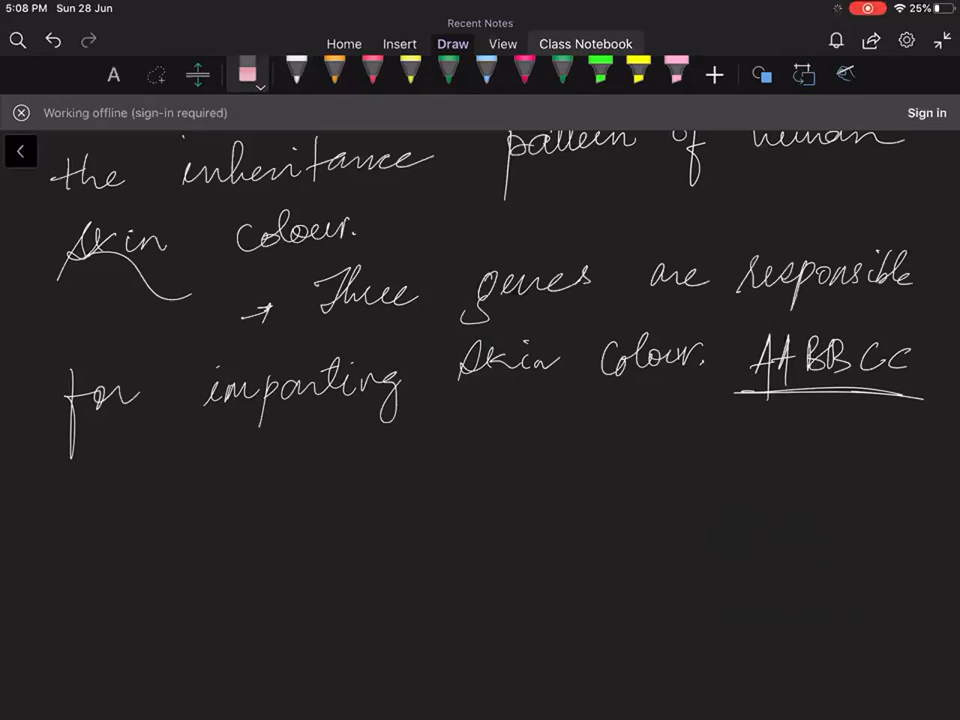 5:08 PM Sun 28 Jun 25%
Recent Notes
Home Insert Draw View Class Notebook
A
Working offline (sign-in required) Sign in
the inheritance pattern of human
skin colour.
→ Three genes are responsible
for imparting skin colour. AABBCC